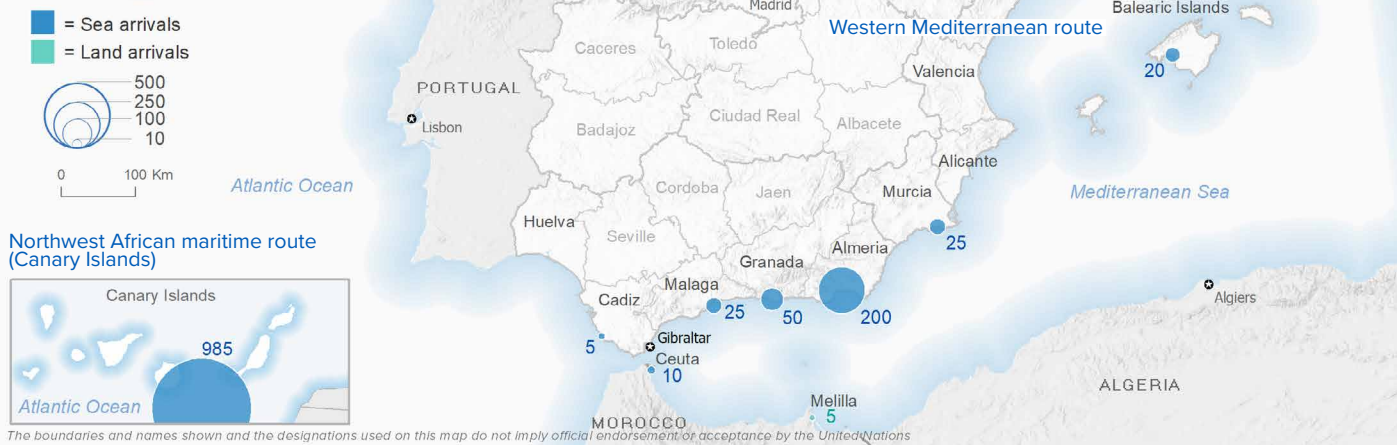 = Sea arrivals
= Land arrivals
500
250
100
10
0 100 Km
Madrid
Western Mediterranean route
Balearic Islands
20
Caceres
Toledo
Valencia
PORTUGAL
Lisbon
Badajoz
Ciudad Real
Albacete
Alicante
Atlantic Ocean
Cordoba
Jaen
Murcia
Mediterranean Sea
Huelva
Seville
25
Northwest African maritime route
(Canary Islands)
Almeria
Granada
Malaga
Cadiz
25
50
200
Algiers
Canary Islands
985
Atlantic Ocean
5
Gibraltar
Ceuta
10
ALGERIA
Melilla
5
MOROCCO
The boundaries and names shown and the designations used on this map do not imply official endorsement or acceptance by the United Nations